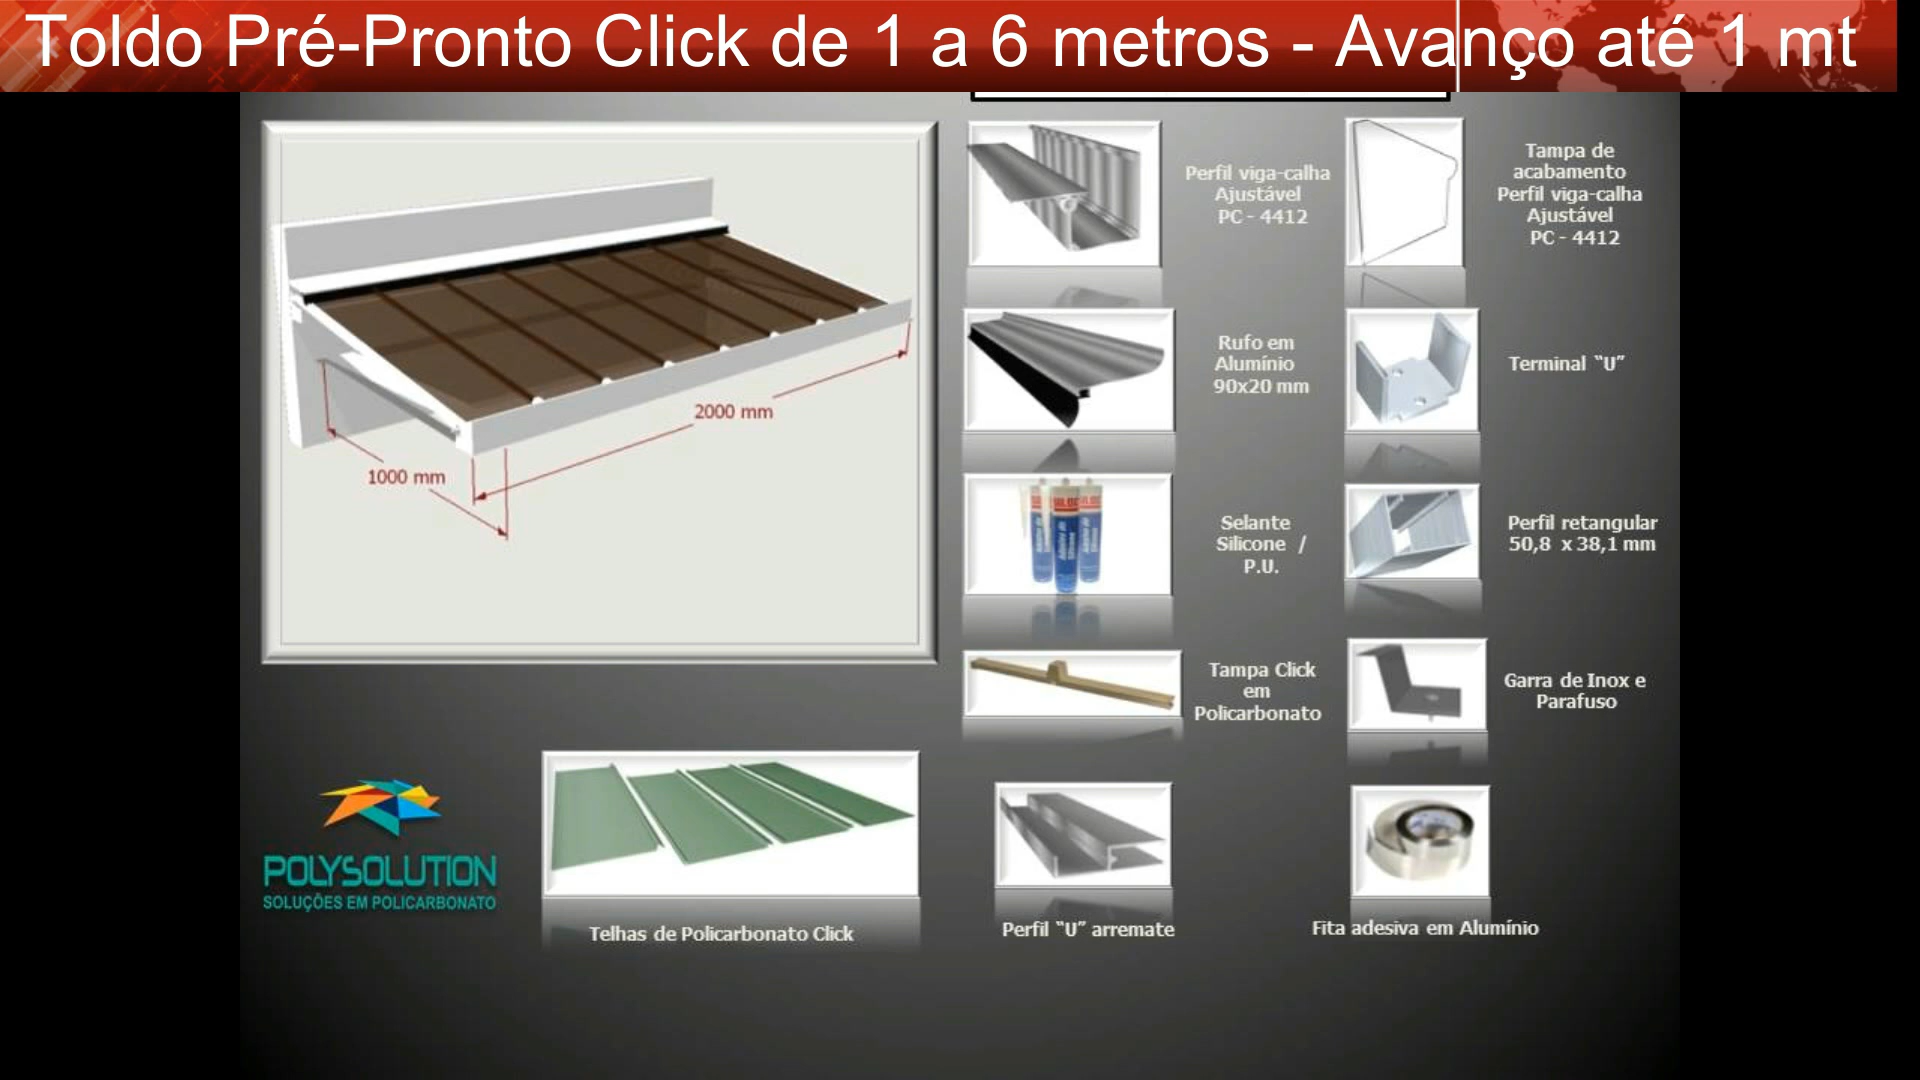 Toldo Pré-Pronto Click de 1 a 6 metros - Avanço até 1 mt
2000 mm
1000 mm
Perfil viga-calha
Ajustável
PC - 4412
Tampa de
acabamento
Perfil viga-calha
Ajustável
PC - 4412
Rufo em
Alumínio
90x20 mm
Terminal “U”
Selante
Silicone /
P.U.
Perfil retangular
50,8 x 38,1 mm
Tampa Click
em
Policarbonato
Garra de Inox e
Parafuso
POLYSOLUTION
SOLUÇÕES EM POLICARBONATO
Telhas de Policarbonato Click
Perfil “U” arremate
Fita adesiva em Alumínio